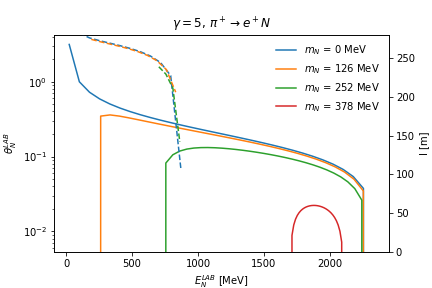 γ = 5, π⁺ → e⁺N
m_N = 0 MeV
m_N = 126 MeV
m_N = 252 MeV
m_N = 378 MeV
10⁰
10⁻¹
10⁻²
θ_N^LAB
250
200
150
100
50
0
l [m]
0 500 1000 1500 2000
E_N^LAB [MeV]